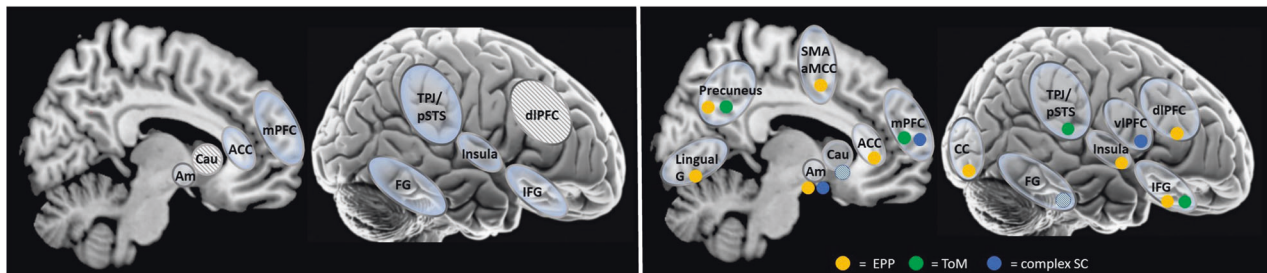 mPFC
ACC
Cau
Am
TPJ/
pSTS
dlPFC
Insula
FG
IFG
SMA
aMCC
Precuneus
mPFC
ACC
Cau
Am
Lingual
G
TPJ/
pSTS
vlPFC
dlPFC
CC
Insula
FG
IFG
= EPP = ToM = complex SC